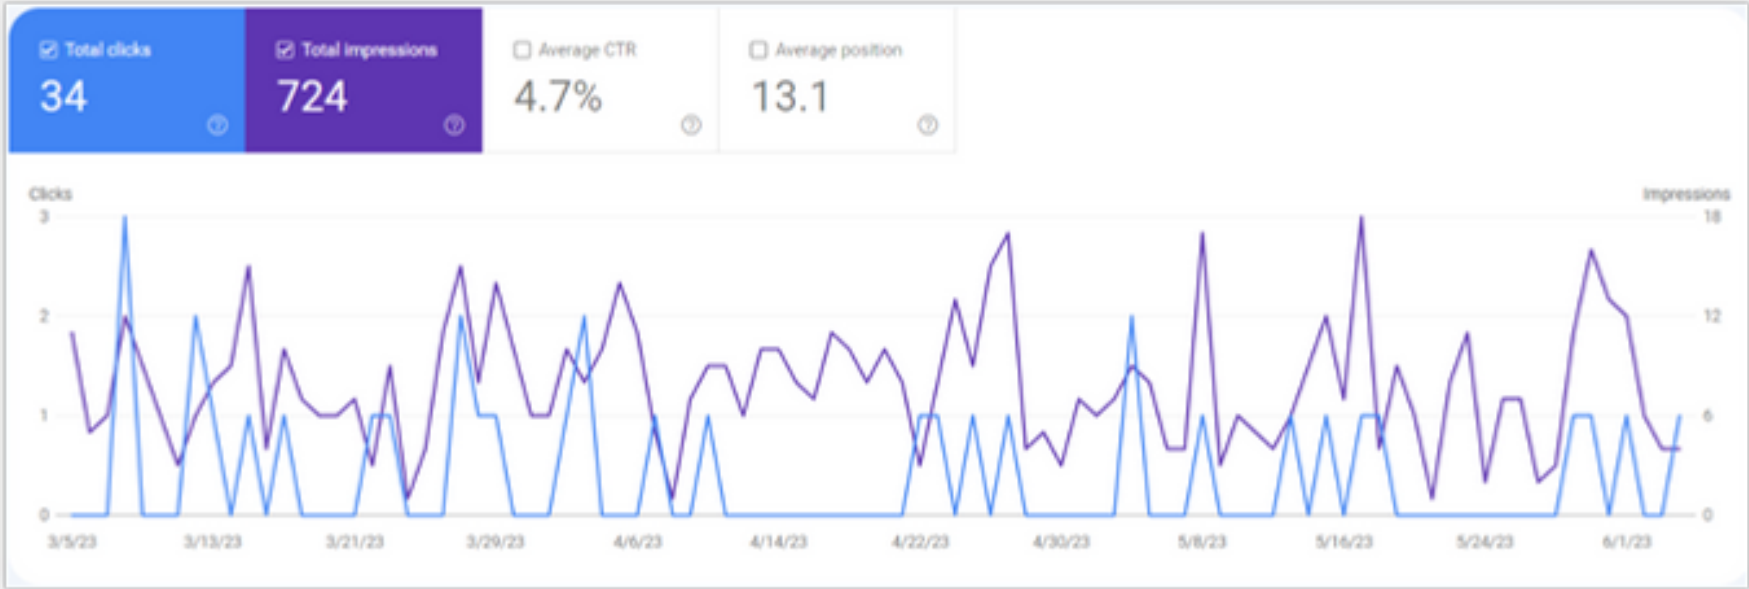 Total clicks
34
Total impressions
724
Average CTR
4.7%
Average position
13.1
Clicks
Impressions
3
18
2
12
1
6
0
0
3/5/23 3/13/23 3/21/23 3/29/23 4/6/23 4/14/23 4/22/23 4/30/23 5/8/23 5/16/23 5/24/23 6/1/23